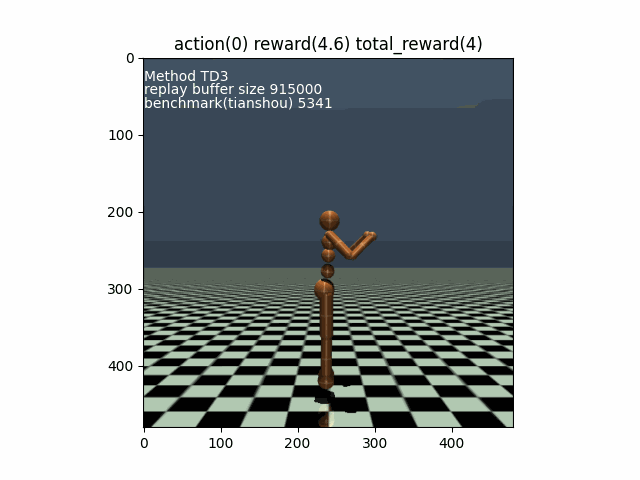 action(0) reward(4.6) total_reward(4)
Method TD3
replay buffer size 915000
benchmark(tianshou) 5341
0
100
200
300
400
0 100 200 300 400